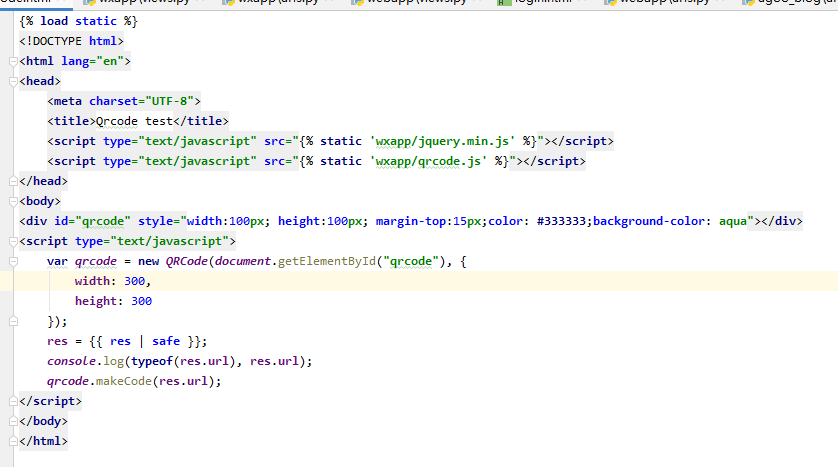 wxapp\views.py
wxapp\urls.py
webapp\views.py
login.html
webapp\urls.py
{% load static %}
<!DOCTYPE html>
<html lang="en">
<head>
    <meta charset="UTF-8">
    <title>Qrcode test</title>
    <script type="text/javascript" src="{% static 'wxapp/jquery.min.js' %}"></script>
    <script type="text/javascript" src="{% static 'wxapp/qrcode.js' %}"></script>
</head>
<body>
<div id="qrcode" style="width:100px; height:100px; margin-top:15px;color: #333333;background-color: aqua"></div>
<script type="text/javascript">
    var qrcode = new QRCode(document.getElementById("qrcode"), {
        width: 300,
        height: 300
    });
    res = {{ res | safe }};
    console.log(typeof(res.url), res.url);
    qrcode.makeCode(res.url);
</script>
</body>
</html>